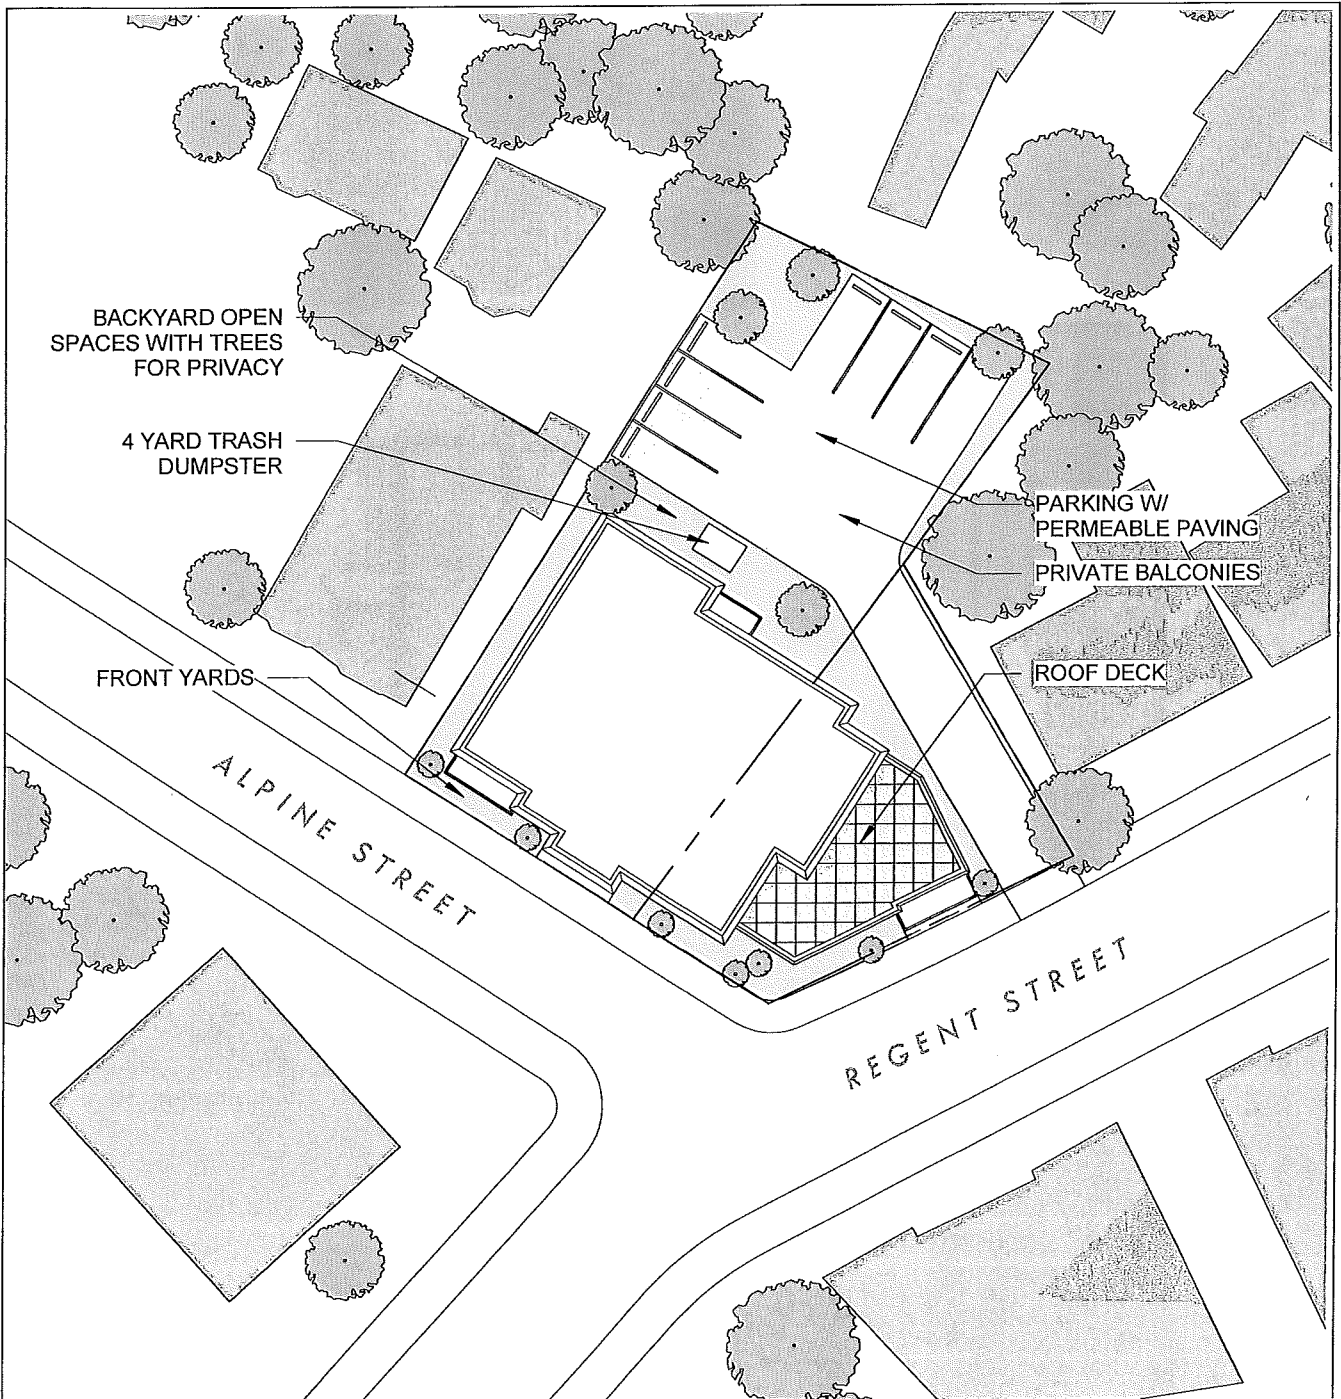 BACKYARD OPEN
SPACES WITH TREES
FOR PRIVACY
4 YARD TRASH
DUMPSTER
PARKING W/
PERMEABLE PAVING
PRIVATE BALCONIES
FRONT YARDS
ROOF DECK
ALPINE STREET
REGENT STREET